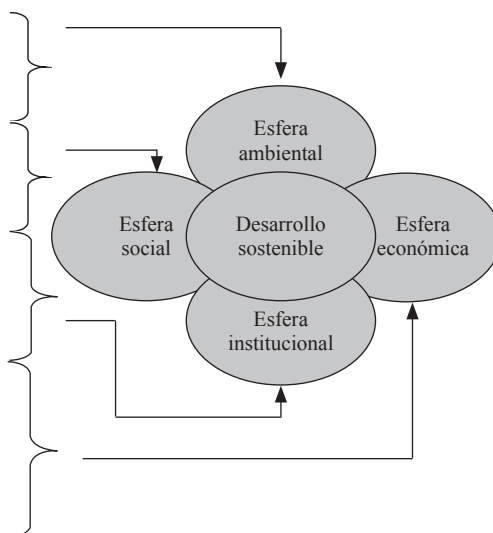 Esfera
ambiental
Esfera
social
Desarrollo
sostenible
Esfera
económica
Esfera
institucional